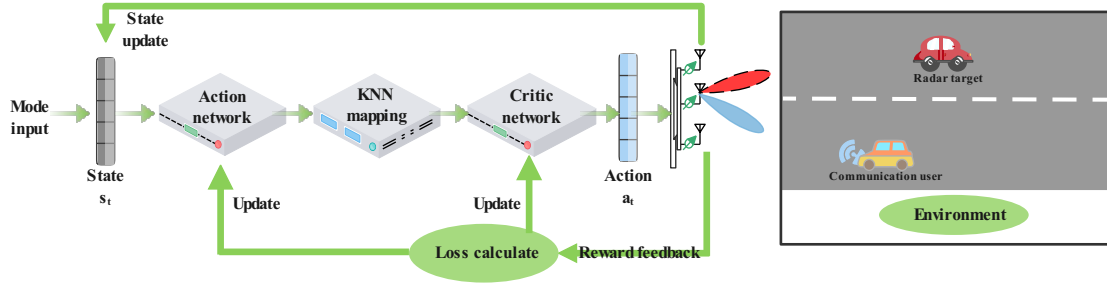 State
update
Mode
input
State
s_t
Action
network
KNN
mapping
Critic
network
Action
a_t
Update
Update
Loss calculate
Reward feedback
Radar target
Communication user
Environment